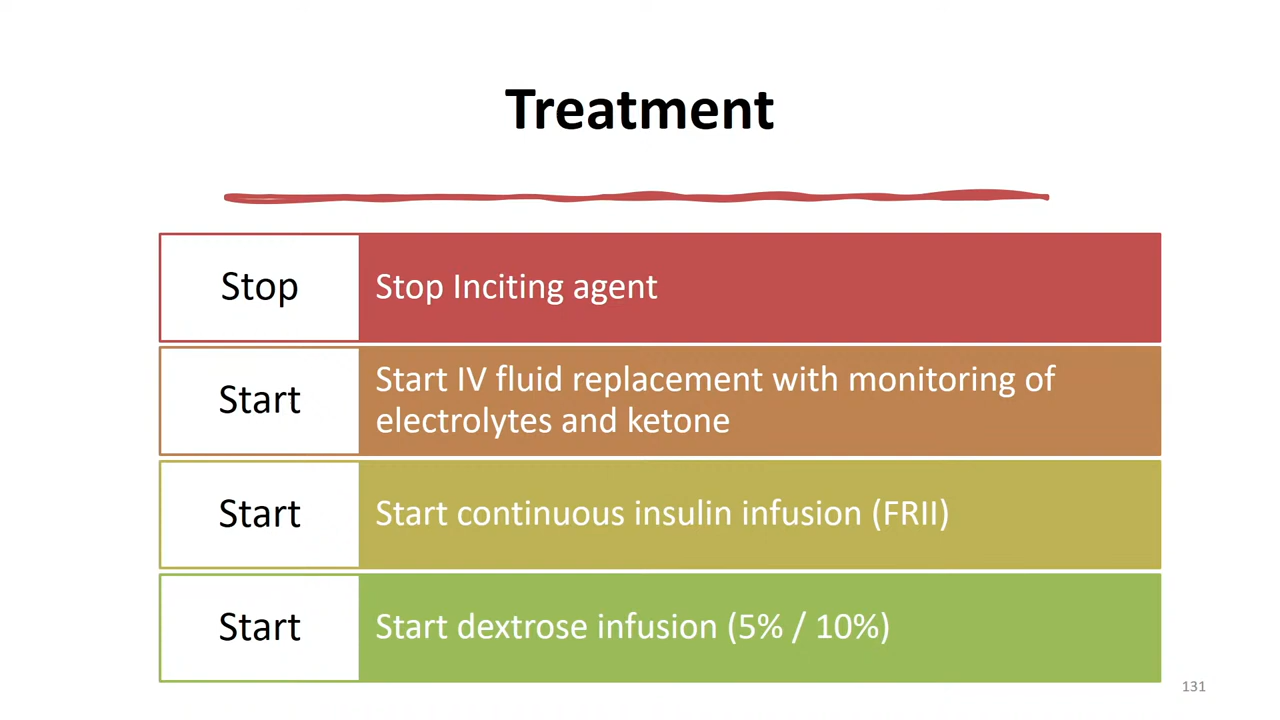 Treatment
Stop
Stop Inciting agent
Start
Start IV fluid replacement with monitoring of
electrolytes and ketone
Start
Start continuous insulin infusion (FRII)
Start
Start dextrose infusion (5% / 10%)
131